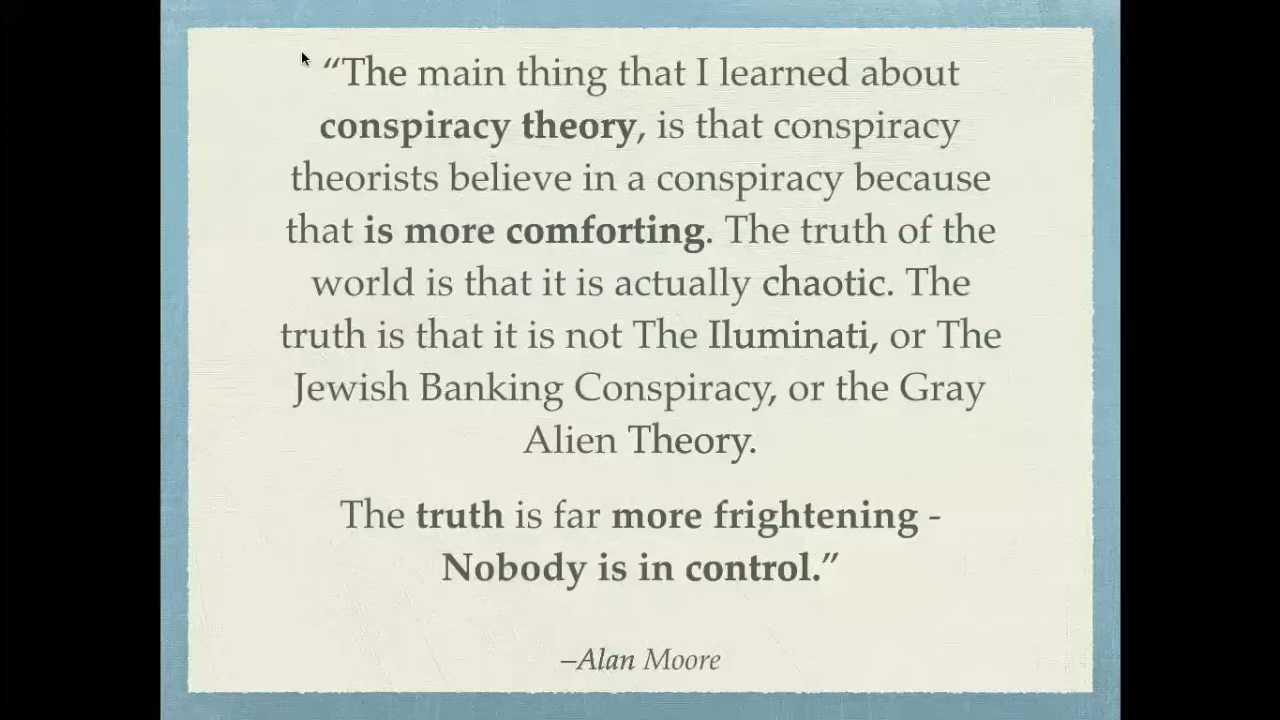 “The main thing that I learned about
conspiracy theory, is that conspiracy
theorists believe in a conspiracy because
that is more comforting. The truth of the
world is that it is actually chaotic. The
truth is that it is not The Iluminati, or The
Jewish Banking Conspiracy, or the Gray
Alien Theory.
The truth is far more frightening -
Nobody is in control.”
–Alan Moore